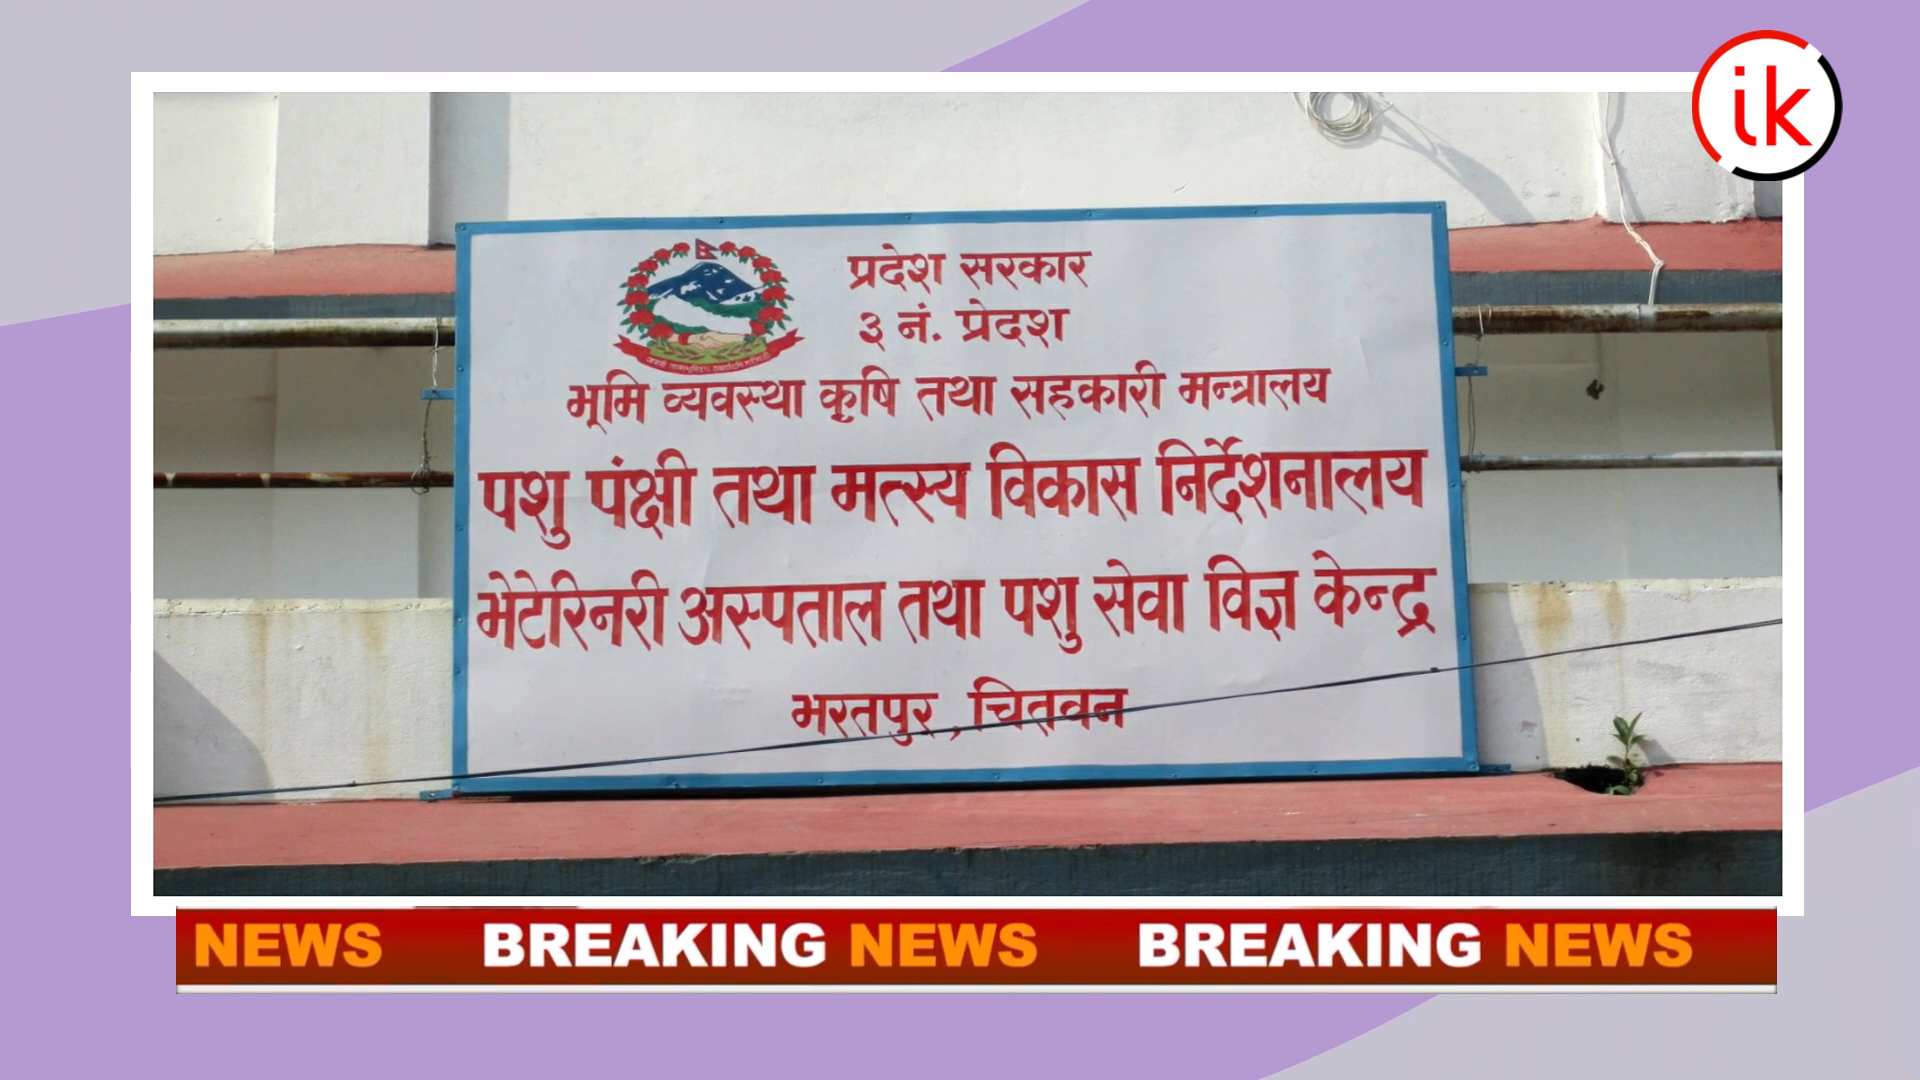 ik
प्रदेश सरकार
३ नं. प्रेदश
भूमि व्यवस्था कृषि तथा सहकारी मन्त्रालय
पशु पंक्षी तथा मत्स्य विकास निर्देशनालय
भेटेरिनरी अस्पताल तथा पशु सेवा विज्ञ केन्द्र
भरतपुर , चितवन
NEWS BREAKING NEWS BREAKING NEWS